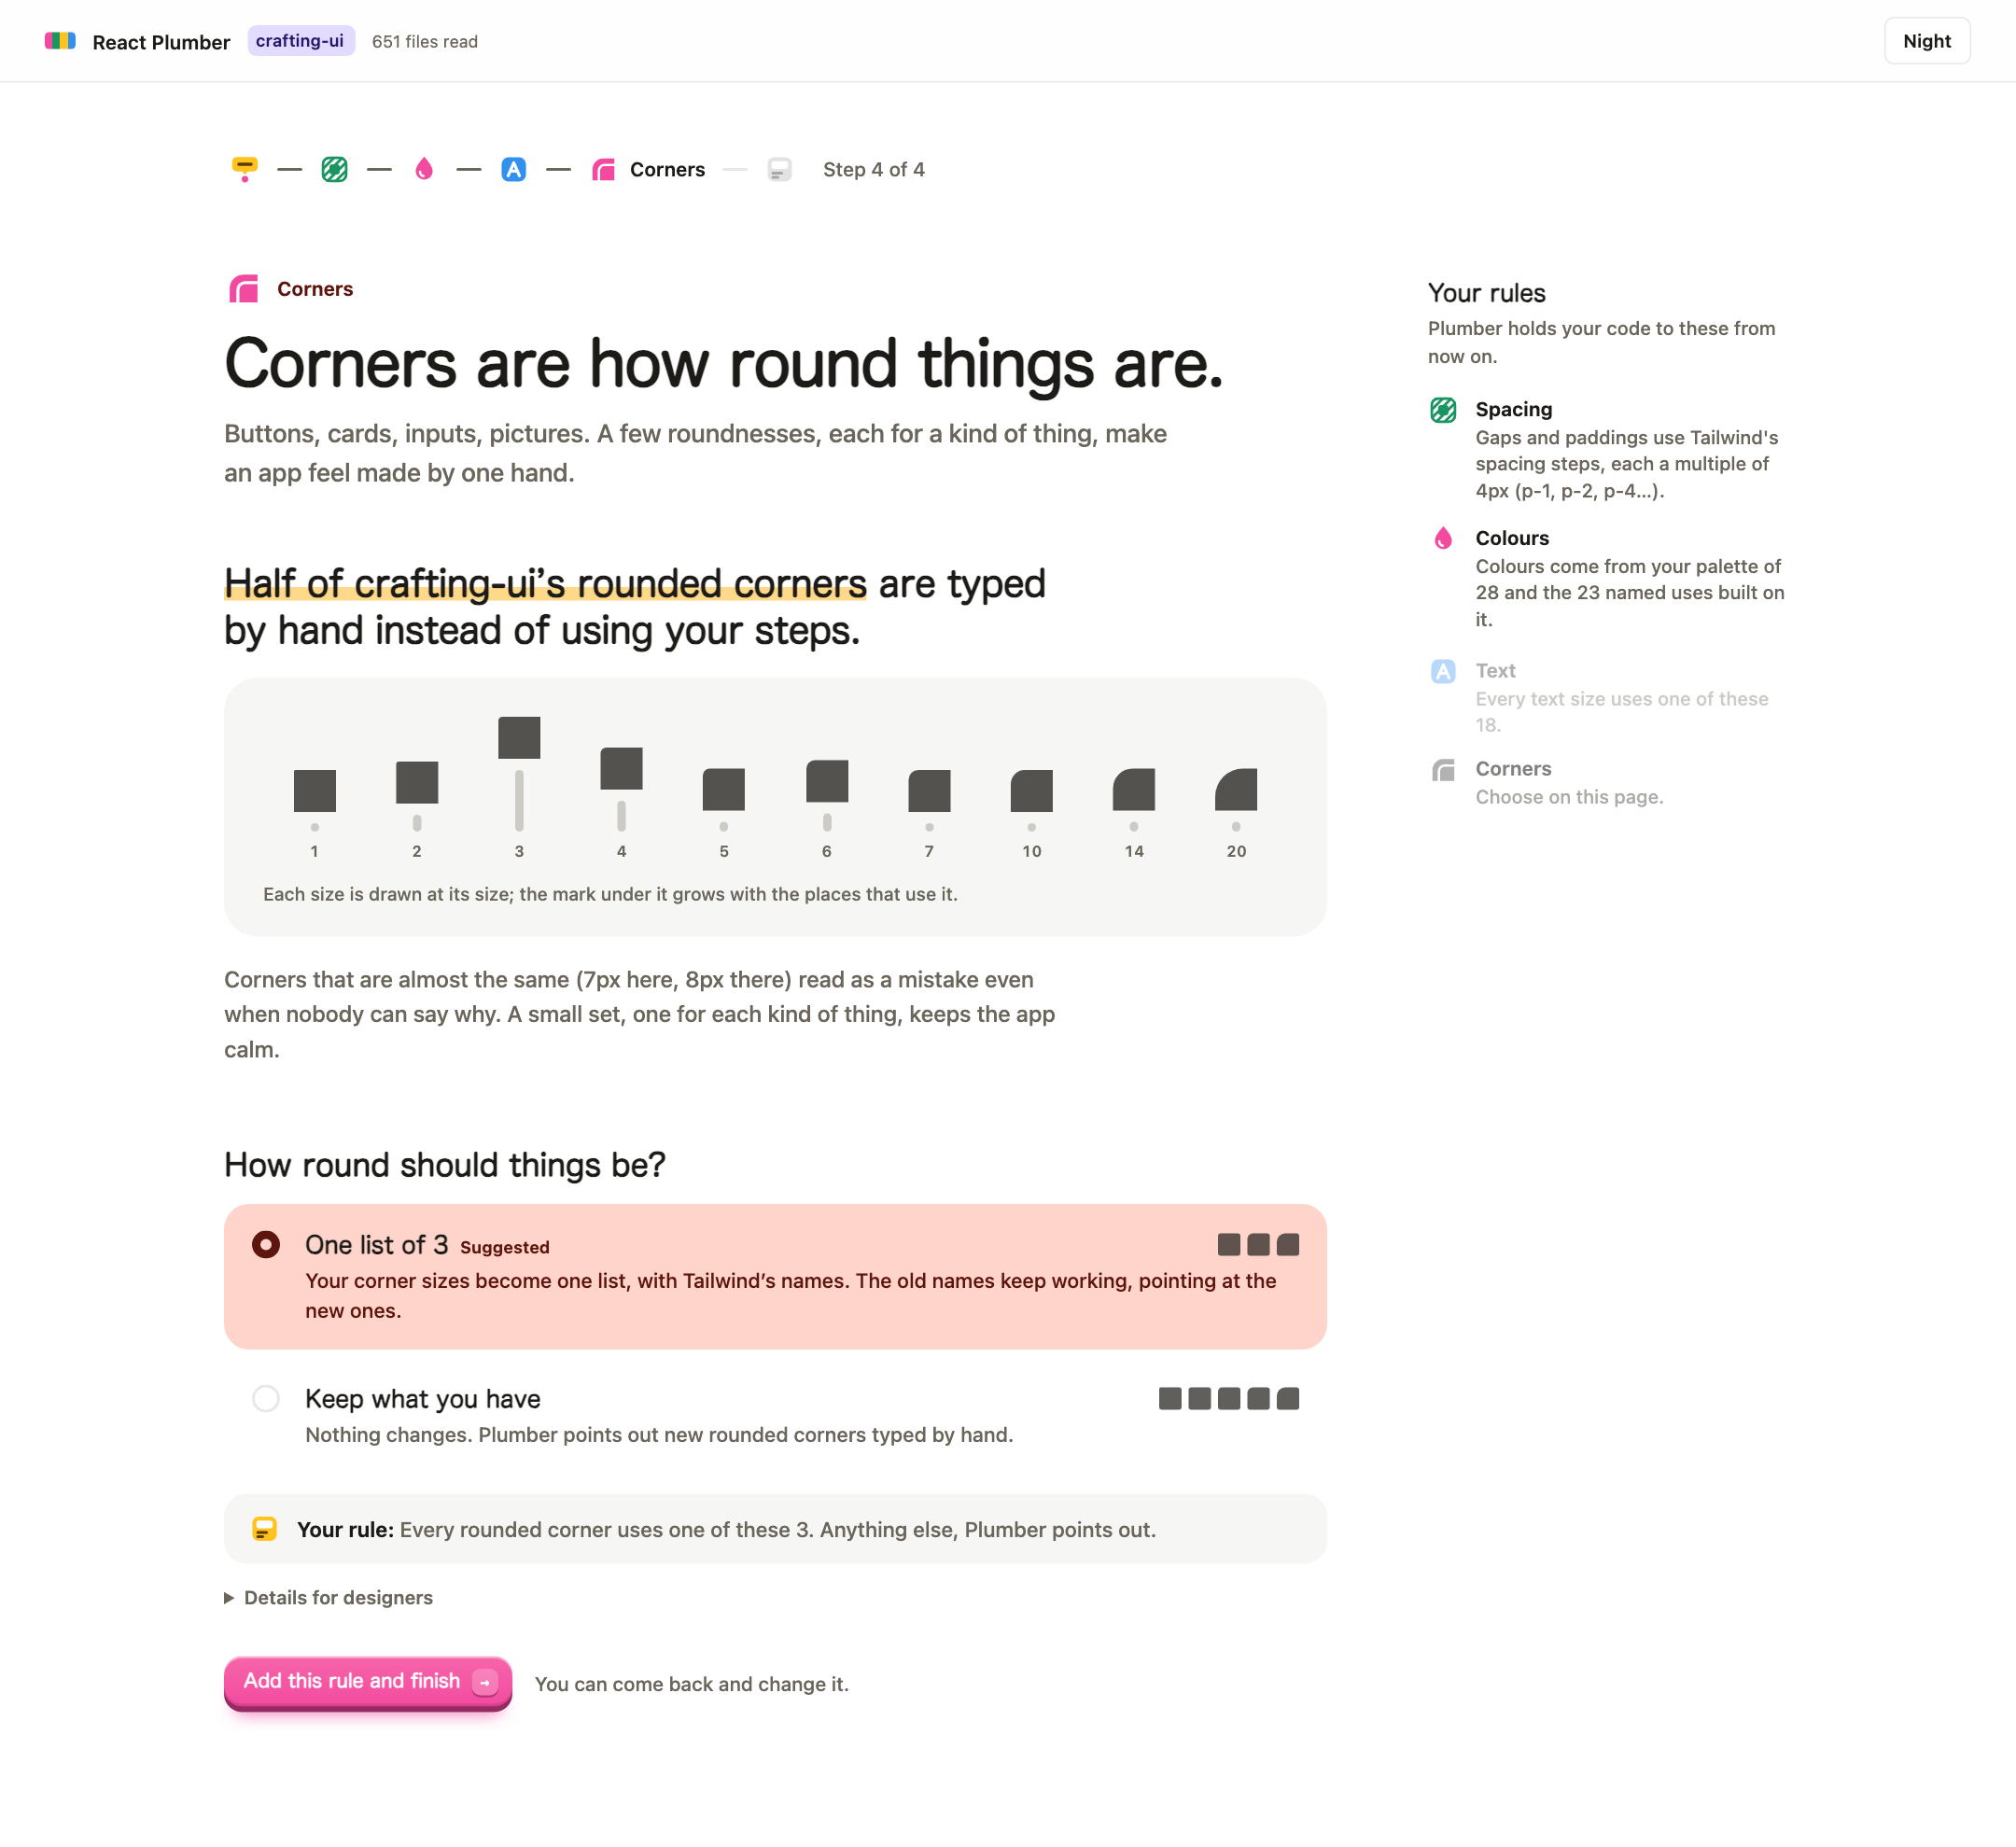 React Plumber crafting-ui 651 files read Night
A Corners Step 4 of 4
Corners
Corners are how round things are.
Buttons, cards, inputs, pictures. A few roundnesses, each for a kind of thing, make
an app feel made by one hand.
Half of crafting-ui’s rounded corners are typed
by hand instead of using your steps.
1 2 3 4 5 6 7 10 14 20
Each size is drawn at its size; the mark under it grows with the places that use it.
Corners that are almost the same (7px here, 8px there) read as a mistake even
when nobody can say why. A small set, one for each kind of thing, keeps the app
calm.
How round should things be?
One list of 3 Suggested
Your corner sizes become one list, with Tailwind’s names. The old names keep working, pointing at the
new ones.
Keep what you have
Nothing changes. Plumber points out new rounded corners typed by hand.
Your rule: Every rounded corner uses one of these 3. Anything else, Plumber points out.
▶ Details for designers
Add this rule and finish → You can come back and change it.
Your rules
Plumber holds your code to these from
now on.
Spacing
Gaps and paddings use Tailwind's
spacing steps, each a multiple of
4px (p-1, p-2, p-4...).
Colours
Colours come from your palette of
28 and the 23 named uses built on
it.
A Text
Every text size uses one of these
18.
Corners
Choose on this page.